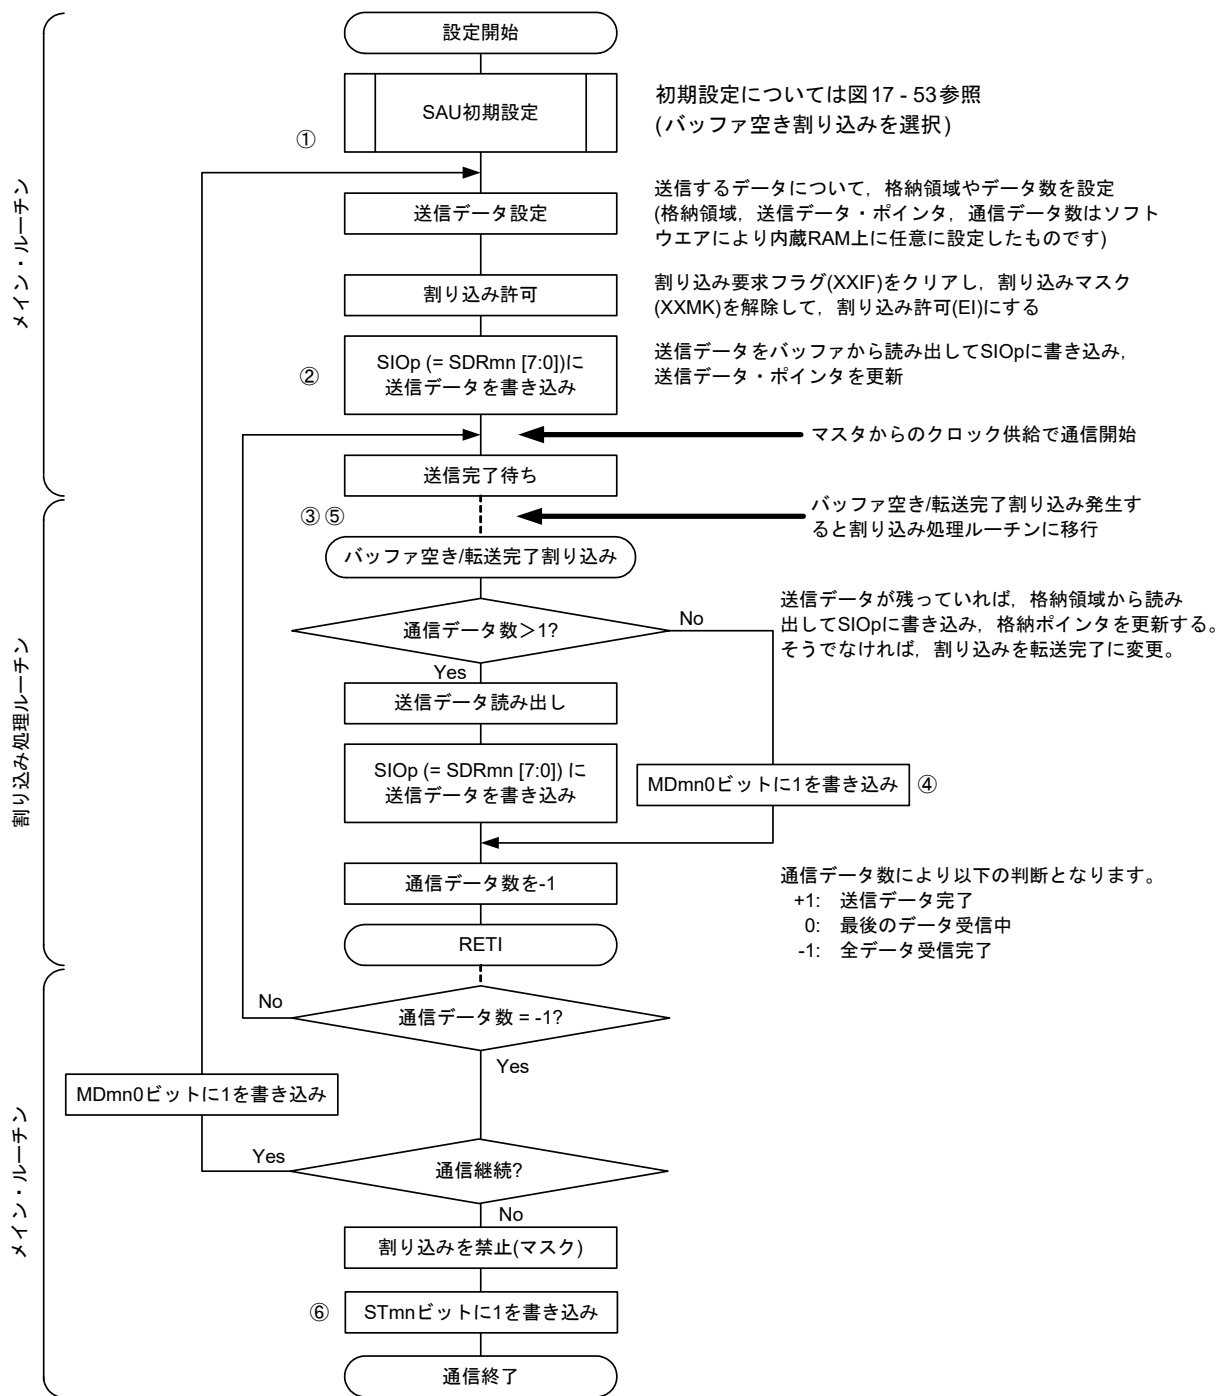 設定開始
SAU初期設定
初期設定については図17 - 53参照
(バッファ空き割り込みを選択)
①
メイン・ルーチン
送信データ設定
送信するデータについて，格納領域やデータ数を設定
(格納領域，送信データ・ポインタ，通信データ数はソフト
ウエアにより内蔵RAM上に任意に設定したものです)
割り込み許可
割り込み要求フラグ(XXIF)をクリアし，割り込みマスク
(XXMK)を解除して，割り込み許可(EI)にする
②
SIOp (= SDRmn [7:0])に
送信データを書き込み
送信データをバッファから読み出してSIOpに書き込み，
送信データ・ポインタを更新
マスタからのクロック供給で通信開始
送信完了待ち
③⑤
バッファ空き/転送完了割り込み発生す
ると割り込み処理ルーチンに移行
バッファ空き/転送完了割り込み
割り込み処理ルーチン
通信データ数＞1?
No
Yes
送信データが残っていれば，格納領域から読み
出してSIOpに書き込み，格納ポインタを更新する。
そうでなければ，割り込みを転送完了に変更。
送信データ読み出し
SIOp (= SDRmn [7:0]) に
送信データを書き込み
MDmn0ビットに1を書き込み
④
通信データ数を-1
通信データ数により以下の判断となります。
+1: 送信データ完了
0: 最後のデータ受信中
-1: 全データ受信完了
RETI
No
通信データ数 = -1?
Yes
MDmn0ビットに1を書き込み
メイン・ルーチン
Yes
通信継続?
No
割り込みを禁止(マスク)
⑥
STmnビットに1を書き込み
通信終了